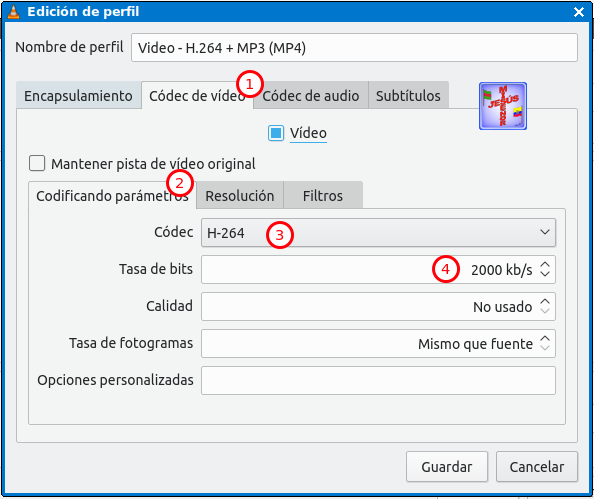 Edición de perfil
Nombre de perfil Video - H.264 + MP3 (MP4)
1
Encapsulamiento Códec de vídeo Códec de audio Subtítulos
JESÚS
Vídeo
Mantener pista de vídeo original
2
Codificando parámetros Resolución Filtros
Códec H-264 3
Tasa de bits 4 2000 kb/s
Calidad No usado
Tasa de fotogramas Mismo que fuente
Opciones personalizadas
Guardar Cancelar